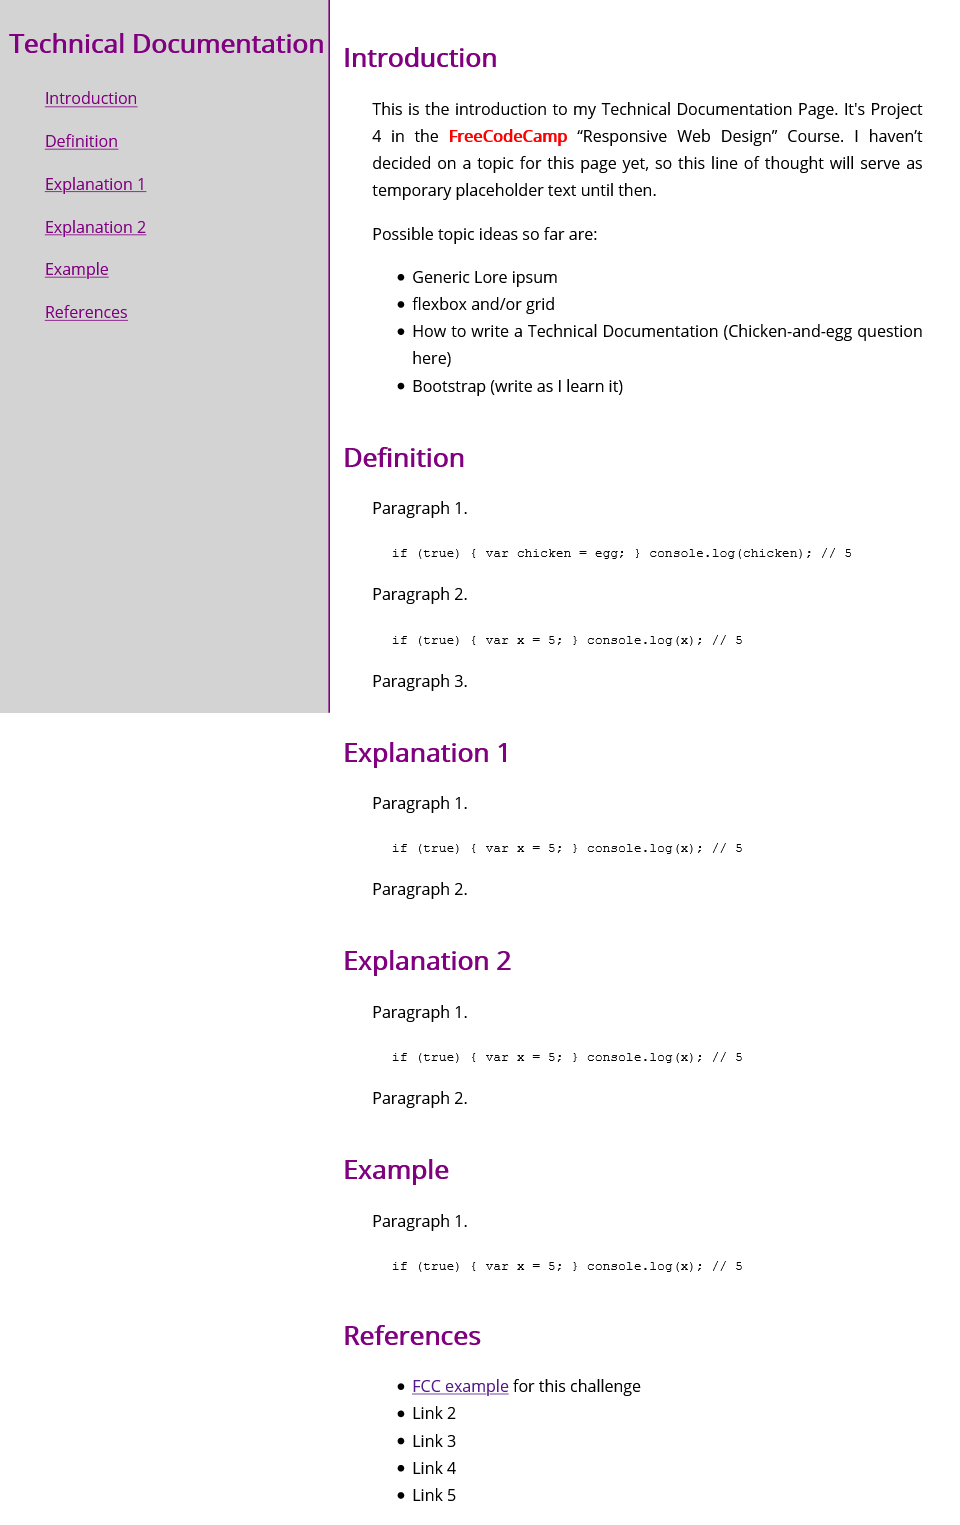 Technical Documentation
Introduction
Definition
Explanation 1
Explanation 2
Example
References
Introduction
This is the introduction to my Technical Documentation Page. It's Project
4 in the FreeCodeCamp “Responsive Web Design” Course. I haven’t
decided on a topic for this page yet, so this line of thought will serve as
temporary placeholder text until then.
Possible topic ideas so far are:
• Generic Lore ipsum
• flexbox and/or grid
• How to write a Technical Documentation (Chicken-and-egg question
here)
• Bootstrap (write as I learn it)
Definition
Paragraph 1.
if (true) { var chicken = egg; } console.log(chicken); // 5
Paragraph 2.
if (true) { var x = 5; } console.log(x); // 5
Paragraph 3.
Explanation 1
Paragraph 1.
if (true) { var x = 5; } console.log(x); // 5
Paragraph 2.
Explanation 2
Paragraph 1.
if (true) { var x = 5; } console.log(x); // 5
Paragraph 2.
Example
Paragraph 1.
if (true) { var x = 5; } console.log(x); // 5
References
• FCC example for this challenge
• Link 2
• Link 3
• Link 4
• Link 5